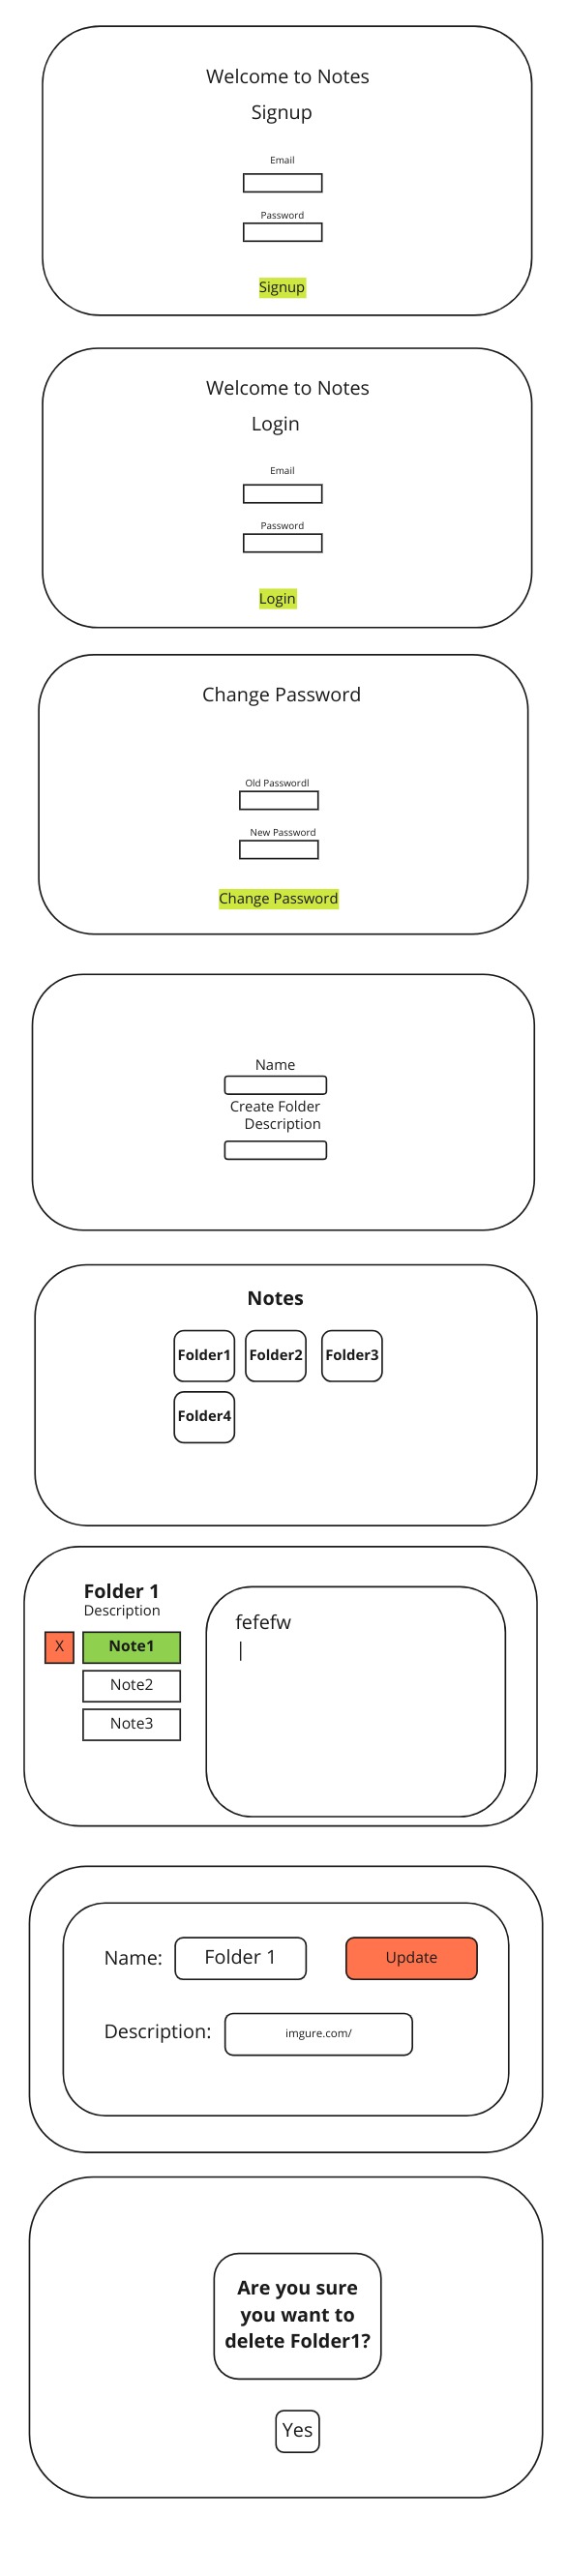 Welcome to Notes
Signup
Email
Password
Signup
Welcome to Notes
Login
Email
Password
Login
Change Password
Old Passwordl
New Password
Change Password
Name
Create Folder
Description
Notes
Folder1 Folder2 Folder3
Folder4
Folder 1
Description
X Note1
Note2
Note3
fefefw
|
Name: Folder 1 Update
Description: imgure.com/
Are you sure
you want to
delete Folder1?
Yes